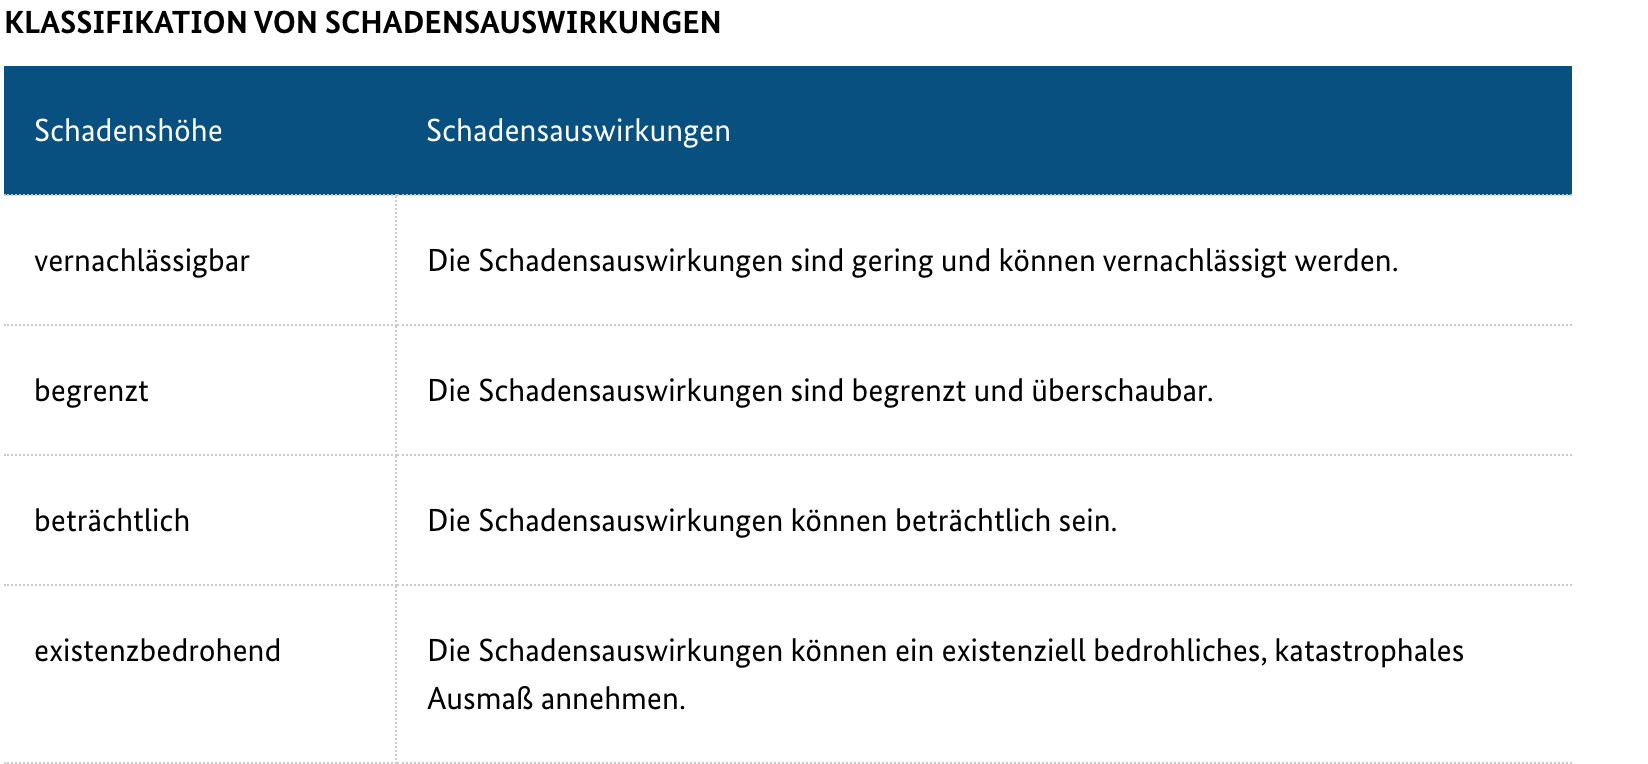 KLASSIFIKATION VON SCHADENSAUSWIRKUNGEN
Schadenshöhe Schadensauswirkungen
vernachlässigbar Die Schadensauswirkungen sind gering und können vernachlässigt werden.
begrenzt Die Schadensauswirkungen sind begrenzt und überschaubar.
beträchtlich Die Schadensauswirkungen können beträchtlich sein.
existenzbedrohend Die Schadensauswirkungen können ein existenziell bedrohliches, katastrophales
Ausmaß annehmen.